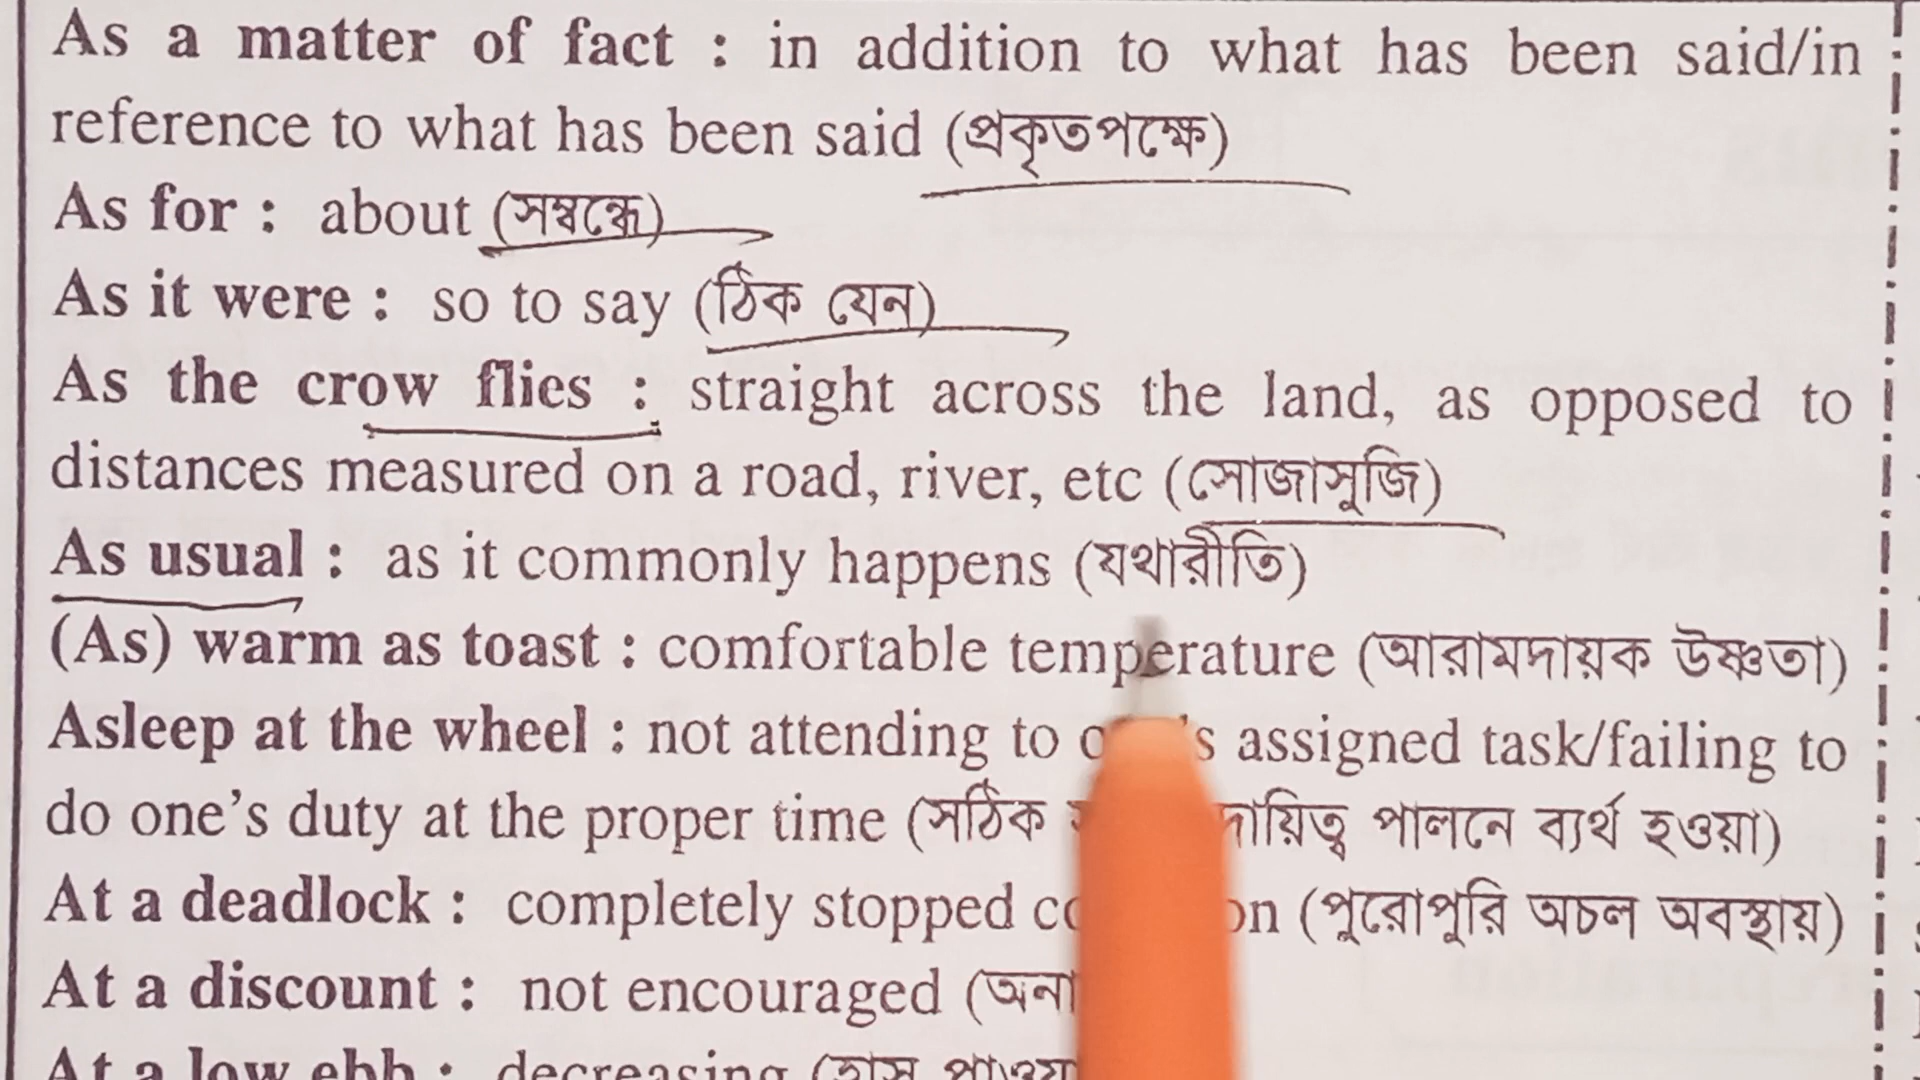 As a matter of fact : in addition to what has been said/in
reference to what has been said (প্রকৃতপক্ষে)
As for : about (সম্বন্ধে)
As it were : so to say (ঠিক যেন)
As the crow flies : straight across the land, as opposed to
distances measured on a road, river, etc (সোজাসুজি)
As usual : as it commonly happens (যথারীতি)
(As) warm as toast : comfortable temperature (আরামদায়ক উষ্ণতা)
Asleep at the wheel : not attending to assigned task/failing to
do one's duty at the proper time (সঠিক দায়িত্ব পালনে ব্যর্থ হওয়া)
At a deadlock : completely stopped (পুরোপুরি অচল অবস্থায়)
At a discount : not encouraged
At a low ebb : decreasing (হ্রাস